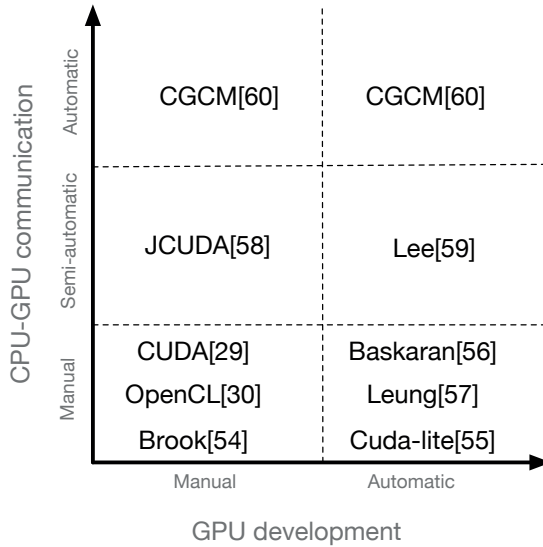 CPU-GPU communication
Automatic
CGCM[60]
CGCM[60]
Semi-automatic
JCUDA[58]
Lee[59]
Manual
CUDA[29]
Baskaran[56]
OpenCL[30]
Leung[57]
Brook[54]
Cuda-lite[55]
Manual
Automatic
GPU development